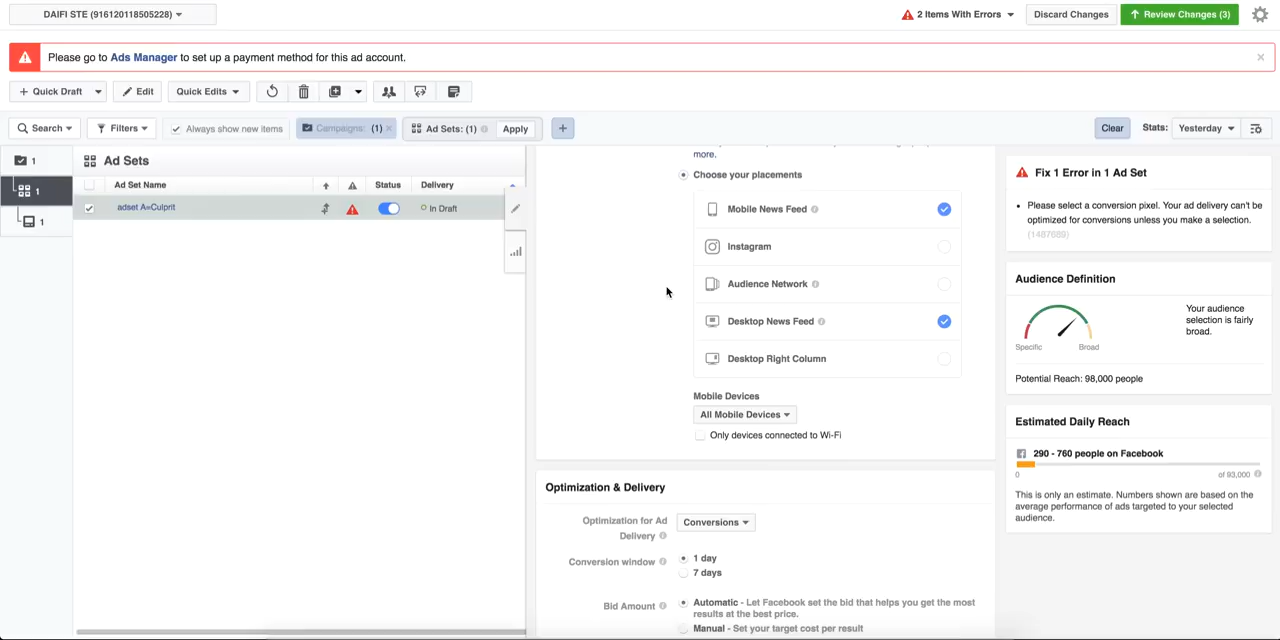 DAIFI STE (916120118505228)
2 Items With Errors
Discard Changes
Review Changes (3)
Please go to Ads Manager to set up a payment method for this ad account.
Quick Draft
Edit
Quick Edits
Search
Filters
Always show new items
Campaigns: (1)
Ad Sets: (1)
Apply
Clear
Stats:
Yesterday
1
1
1
Ad Sets
Ad Set Name
Status
Delivery
adset A=Culprit
In Draft
more.
Choose your placements
Mobile News Feed
Instagram
Audience Network
Desktop News Feed
Desktop Right Column
Mobile Devices
All Mobile Devices
Only devices connected to Wi-Fi
Optimization & Delivery
Optimization for Ad
Delivery
Conversions
Conversion window
1 day
7 days
Bid Amount
Automatic - Let Facebook set the bid that helps you get the most
results at the best price.
Manual - Set your target cost per result
Fix 1 Error in 1 Ad Set
Please select a conversion pixel. Your ad delivery can't be
optimized for conversions unless you make a selection.
(1487689)
Audience Definition
Your audience
selection is fairly
broad.
Specific
Broad
Potential Reach: 98,000 people
Estimated Daily Reach
290 - 760 people on Facebook
0
of 93,000
This is only an estimate. Numbers shown are based on the
average performance of ads targeted to your selected
audience.